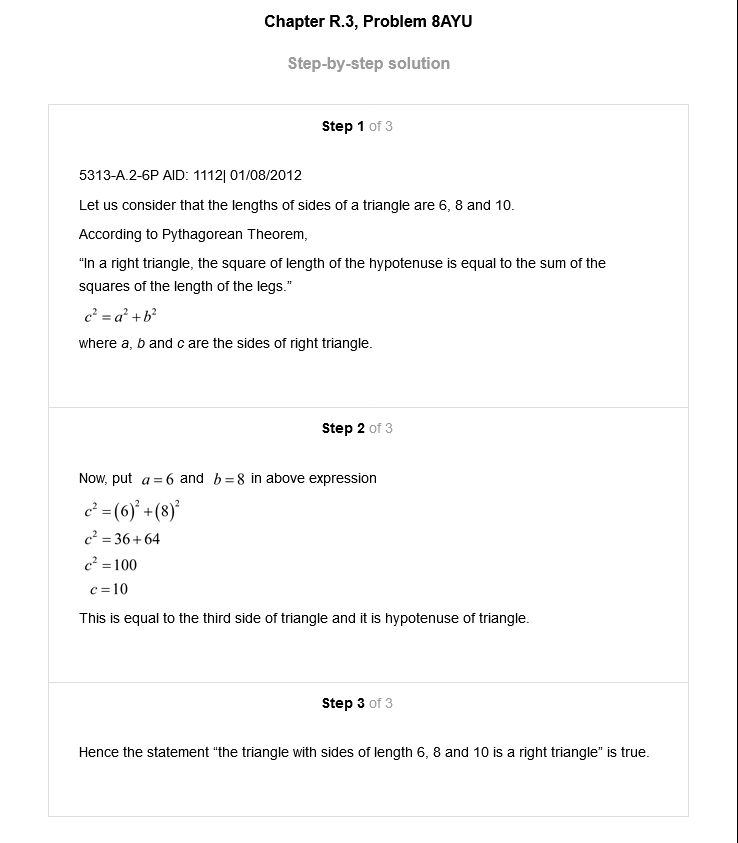 Chapter R.3, Problem 8AYU
Step-by-step solution
Step 1 of 3
5313-A.2-6P AID: 1112| 01/08/2012
Let us consider that the lengths of sides of a triangle are 6, 8 and 10.
According to Pythagorean Theorem,
“In a right triangle, the square of length of the hypotenuse is equal to the sum of the
squares of the length of the legs.”
c² = a² + b²
where a, b and c are the sides of right triangle.
Step 2 of 3
Now, put a = 6 and b = 8 in above expression
c² = (6)² + (8)²
c² = 36 + 64
c² = 100
c = 10
This is equal to the third side of triangle and it is hypotenuse of triangle.
Step 3 of 3
Hence the statement “the triangle with sides of length 6, 8 and 10 is a right triangle” is true.